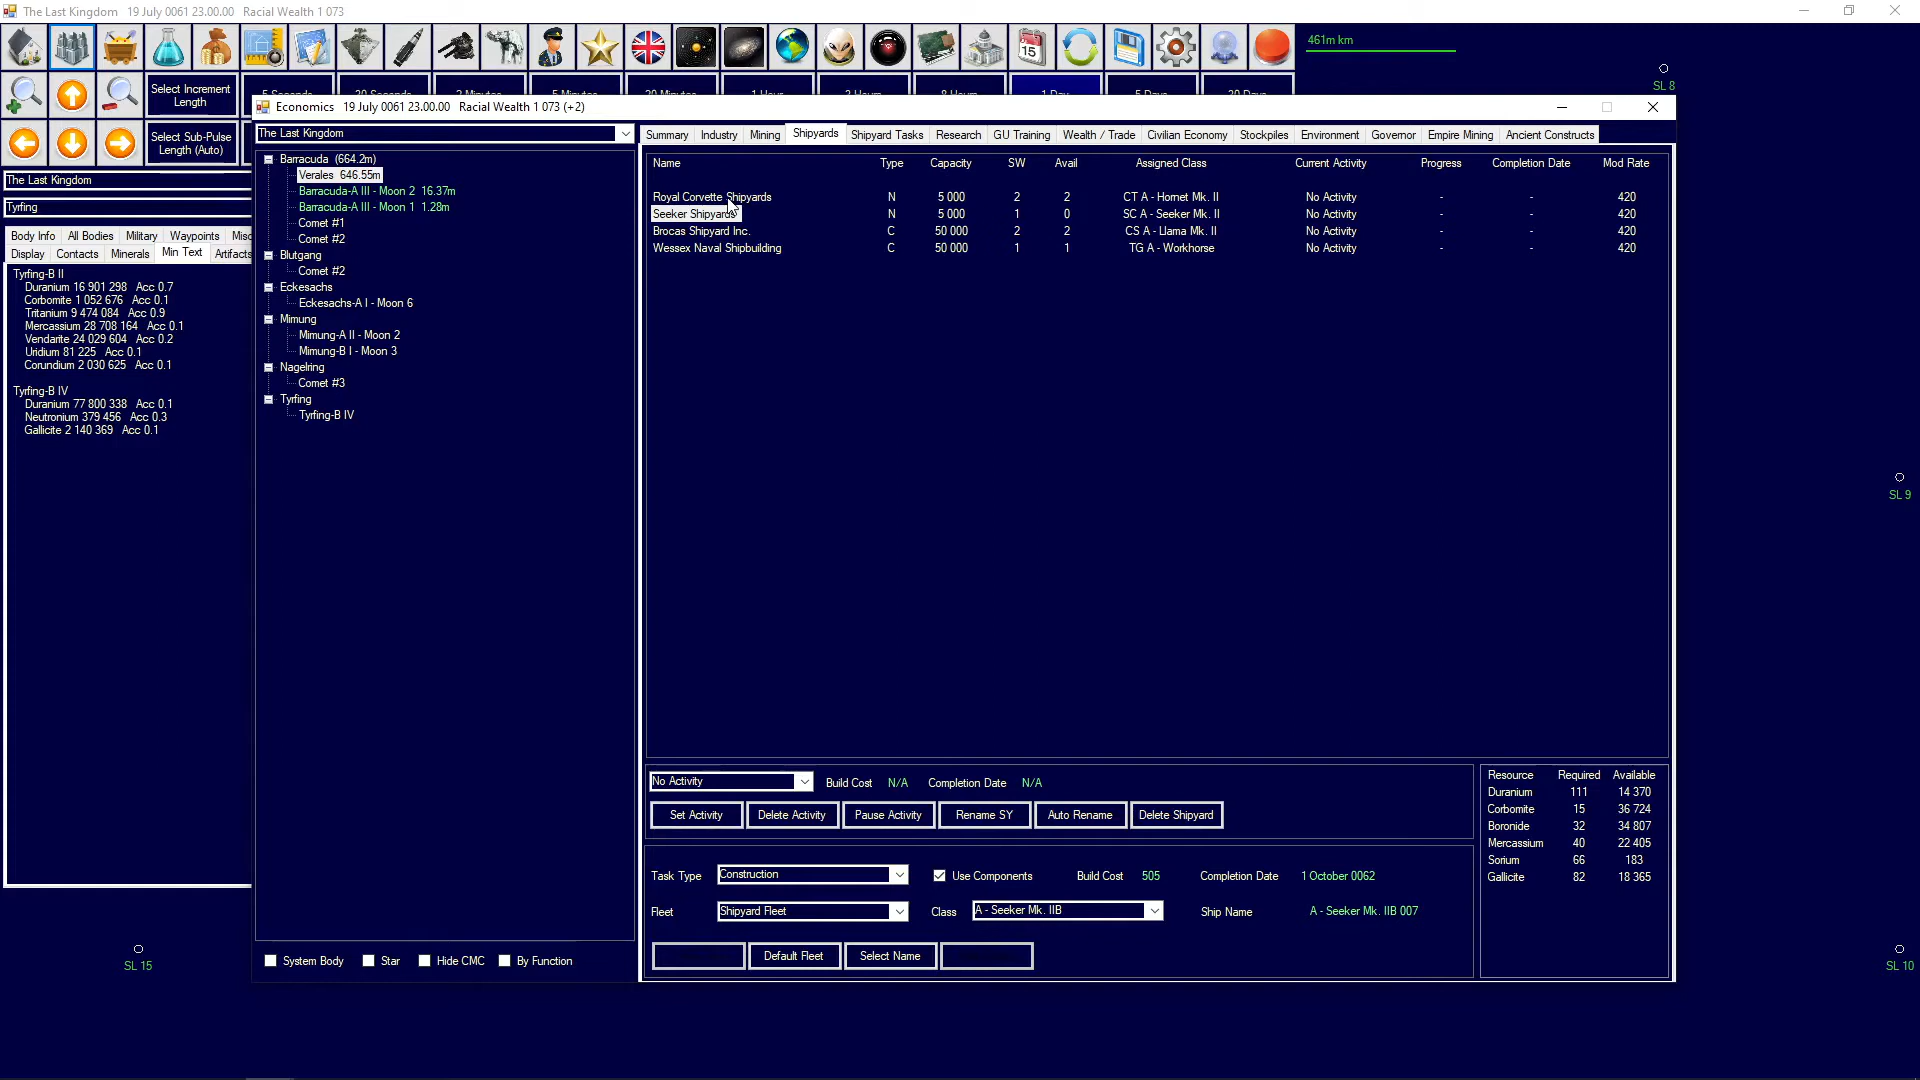 The Last Kingdom   19 July 0061 23.00.00   Racial Wealth 1 073
461m km
SL 8
Select Increment Length
Economics   19 July 0061 23.00.00   Racial Wealth 1 073 (+2)
Select Sub-Pulse Length (Auto)
The Last Kingdom
Tyrfing
Body Info   All Bodies   Military   Waypoints   Misc
Display   Contacts   Minerals   Min Text   Artifacts
Tyrfing-B II
Duranium 16 901 298   Acc 0.7
Corbomite 1 052 676   Acc 0.1
Tritanium 9 474 084   Acc 0.9
Mercassium 28 708 164   Acc 0.1
Vendarite 24 029 604   Acc 0.2
Uridium 81 225   Acc 0.1
Corundium 2 030 625   Acc 0.1
Tyrfing-B IV
Duranium 77 800 338   Acc 0.1
Neutronium 379 456   Acc 0.3
Gallicite 2 140 369   Acc 0.1
SL 15
The Last Kingdom
Barracuda  (664.2m)
Verales  646.55m
Barracuda-A III - Moon 2  16.37m
Barracuda-A III - Moon 1  1.28m
Comet #1
Comet #2
Blutgang
Comet #2
Eckesachs
Eckesachs-A I - Moon 6
Mimung
Mimung-A II - Moon 2
Mimung-B I - Moon 3
Nagelring
Comet #3
Tyrfing
Tyrfing-B IV
System Body   Star   Hide CMC   By Function
Summary   Industry   Mining   Shipyards   Shipyard Tasks   Research   GU Training   Wealth / Trade   Civilian Economy   Stockpiles   Environment   Governor   Empire Mining   Ancient Constructs
Name   Type   Capacity   SW   Avail   Assigned Class   Current Activity   Progress   Completion Date   Mod Rate
Royal Corvette Shipyards   N   5 000   2   2   CT A - Hornet Mk. II   No Activity   -   -   420
Seeker Shipyards   N   5 000   1   0   SC A - Seeker Mk. II   No Activity   -   -   420
Brocas Shipyard Inc.   C   50 000   2   2   CS A - Llama Mk. II   No Activity   -   -   420
Wessex Naval Shipbuilding   C   50 000   1   1   TG A - Workhorse   No Activity   -   -   420
No Activity   Build Cost   N/A   Completion Date   N/A
Set Activity   Delete Activity   Pause Activity   Rename SY   Auto Rename   Delete Shipyard
Task Type   Construction   Use Components   Build Cost   505   Completion Date   1 October 0062
Fleet   Shipyard Fleet   Class   A - Seeker Mk. IIB   Ship Name   A - Seeker Mk. IIB 007
Default Fleet   Select Name
Resource   Required   Available
Duranium   111   14 370
Corbomite   15   36 724
Boronide   32   34 807
Mercassium   40   22 405
Sorium   66   183
Gallicite   82   18 365
SL 9
SL 10